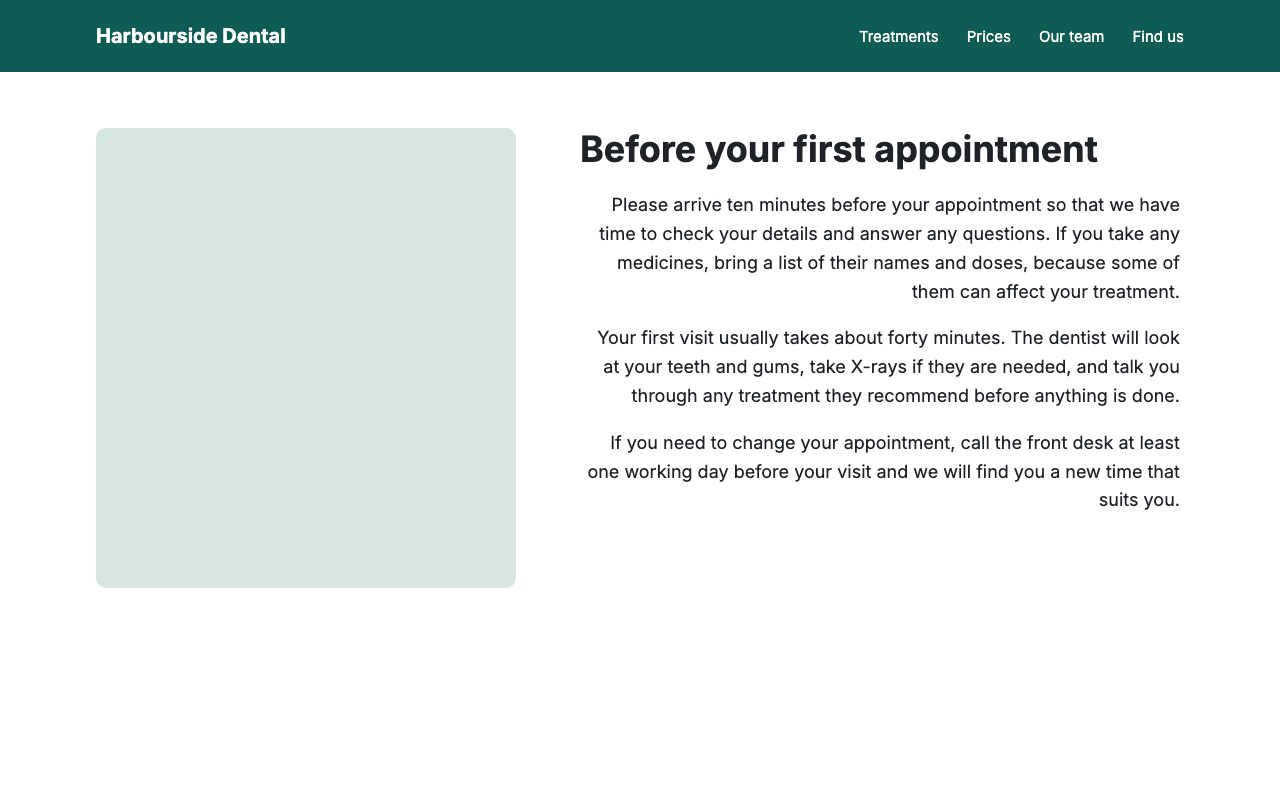 Harbourside Dental
Treatments
Prices
Our team
Find us
Before your first appointment
Please arrive ten minutes before your appointment so that we have
time to check your details and answer any questions. If you take any
medicines, bring a list of their names and doses, because some of
them can affect your treatment.
Your first visit usually takes about forty minutes. The dentist will look
at your teeth and gums, take X-rays if they are needed, and talk you
through any treatment they recommend before anything is done.
If you need to change your appointment, call the front desk at least
one working day before your visit and we will find you a new time that
suits you.